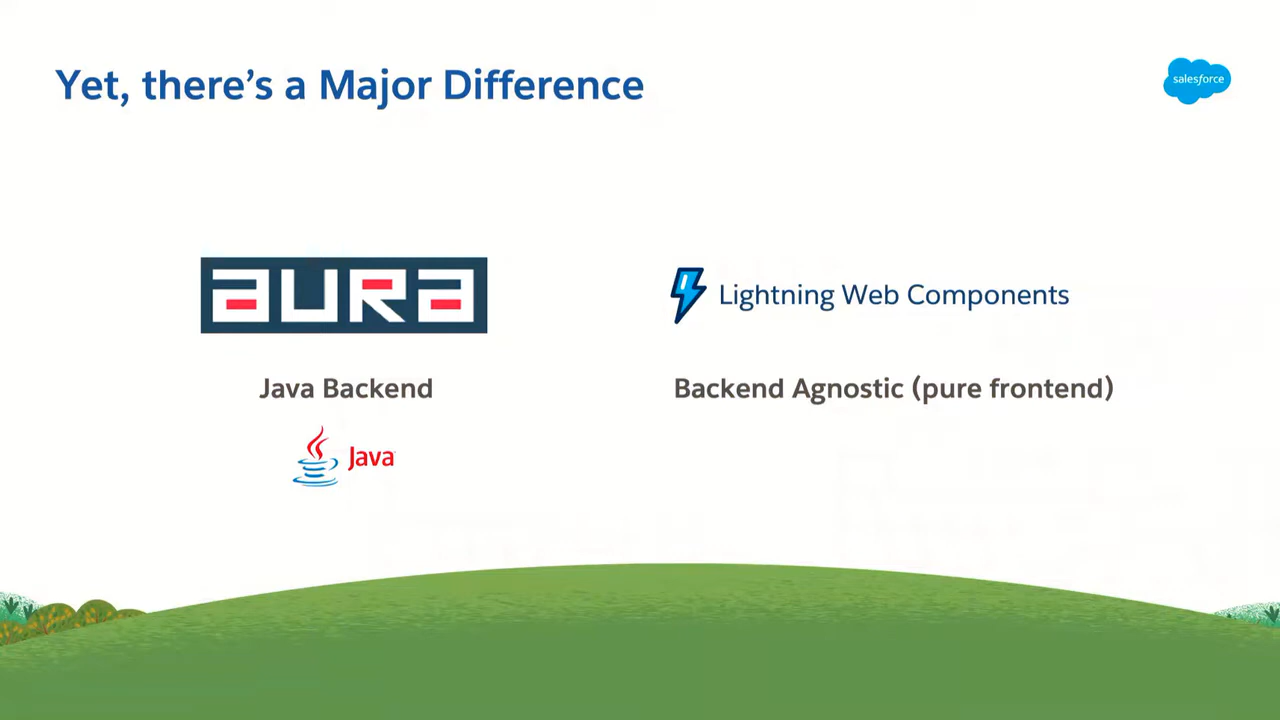 Yet, there's a Major Difference
salesforce
aura
Lightning Web Components
Java Backend
Backend Agnostic (pure frontend)
Java